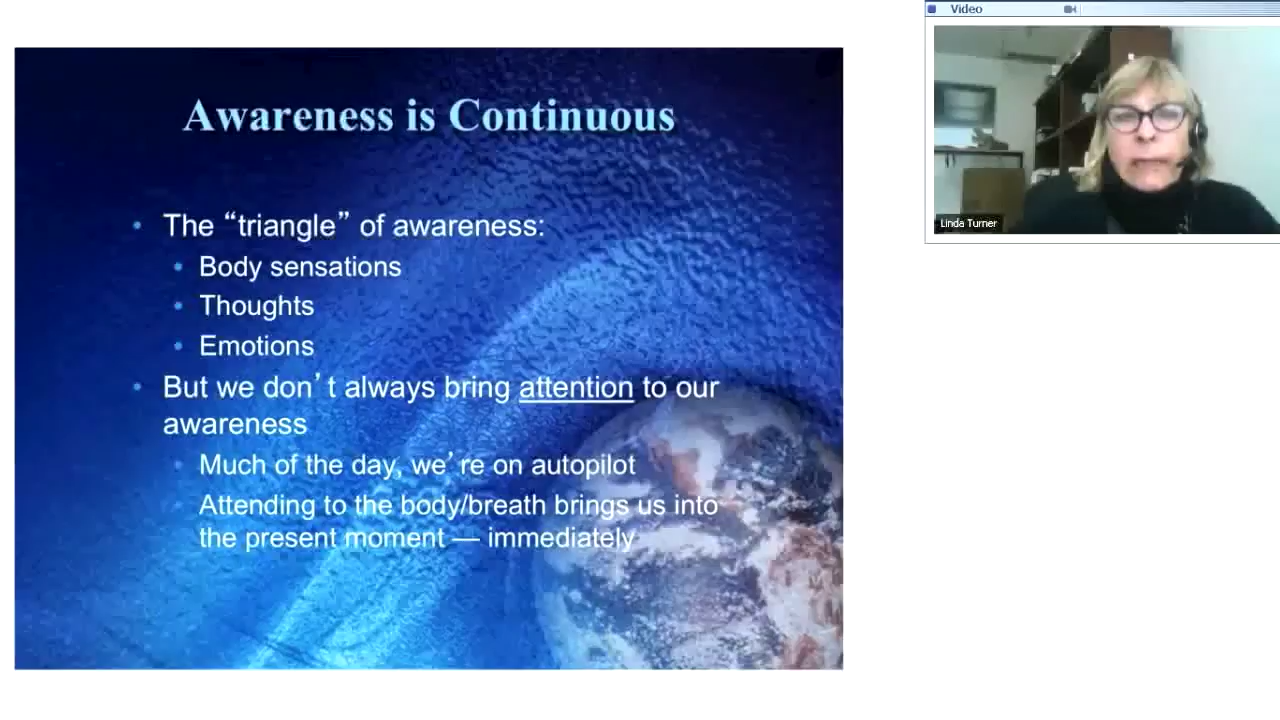 Video
Linda Turner
Awareness is Continuous
The “triangle” of awareness:
Body sensations
Thoughts
Emotions
But we don’t always bring attention to our
awareness
Much of the day, we’re on autopilot
Attending to the body/breath brings us into
the present moment — immediately